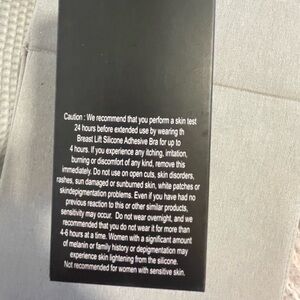 Caution : We recommend that you perform a skin test
24 hours before extended use by wearing th
Breast Lift Silicone Adhesive Bra for up to
4 hours. If you experience any itching, irritation,
burning or discomfort of any kind, remove this
immediately. Do not use on open cuts, skin disorders,
rashes, sun damaged or sunburned skin, white patches or
skindepigmentation problems. Even if you have had no
previous reaction to this or other similar products,
sensitivity may occur. Do not wear overnight, and we
recommended that you do not wear it for more than
4-6 hours at a time. Women with a significant amount
of melanin or family history or depigmentation may
experience skin lightening from the silicone.
Not recommended for women with sensitive skin.